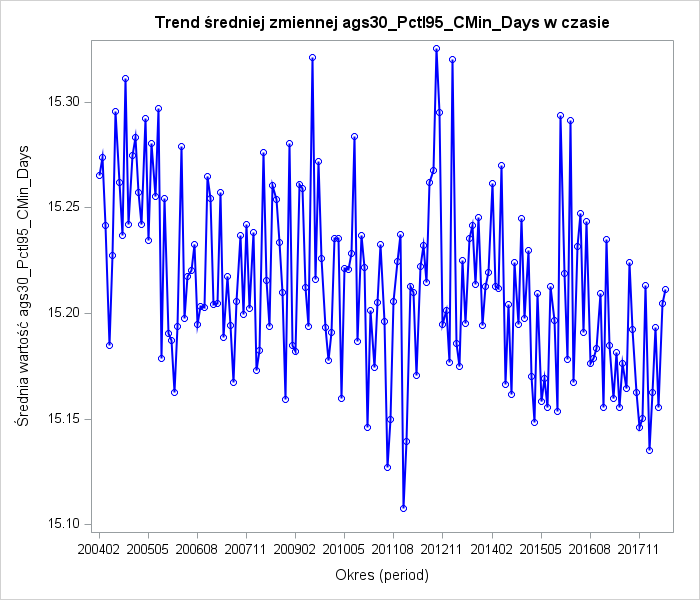 Trend średniej zmiennej ags30_Pctl95_CMin_Days w czasie
Średnia wartość ags30_Pctl95_CMin_Days
15.30
15.25
15.20
15.15
15.10
200402 200505 200608 200711 200902 201005 201108 201211 201402 201505 201608 201711
Okres (period)